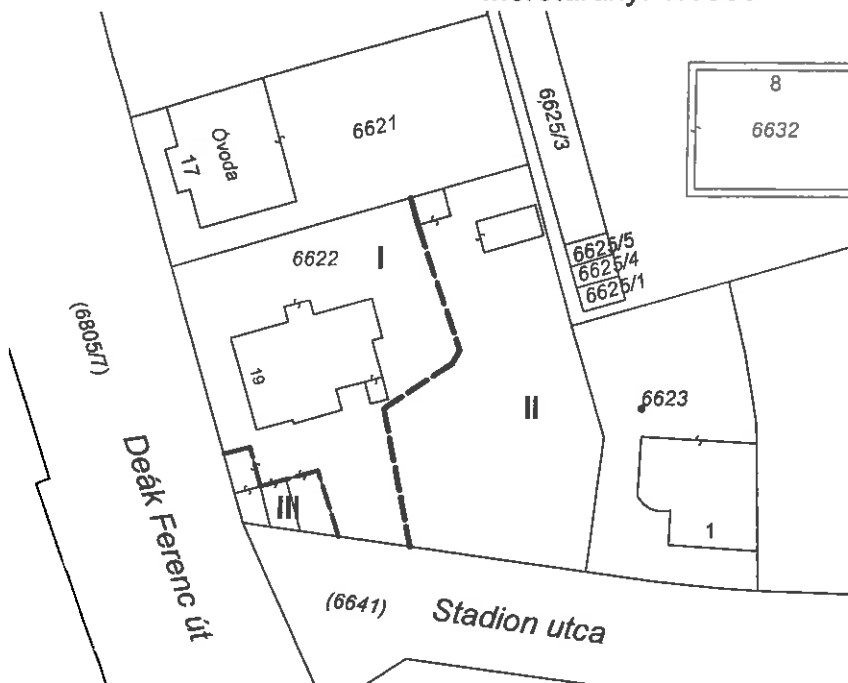 8
6632
6621
6625/3
Óvoda
17
6625/5
6625/4
6625/1
6622
I
(6805/7)
19
II
6623
Deák Ferenc út
III
1
(6641)
Stadion utca